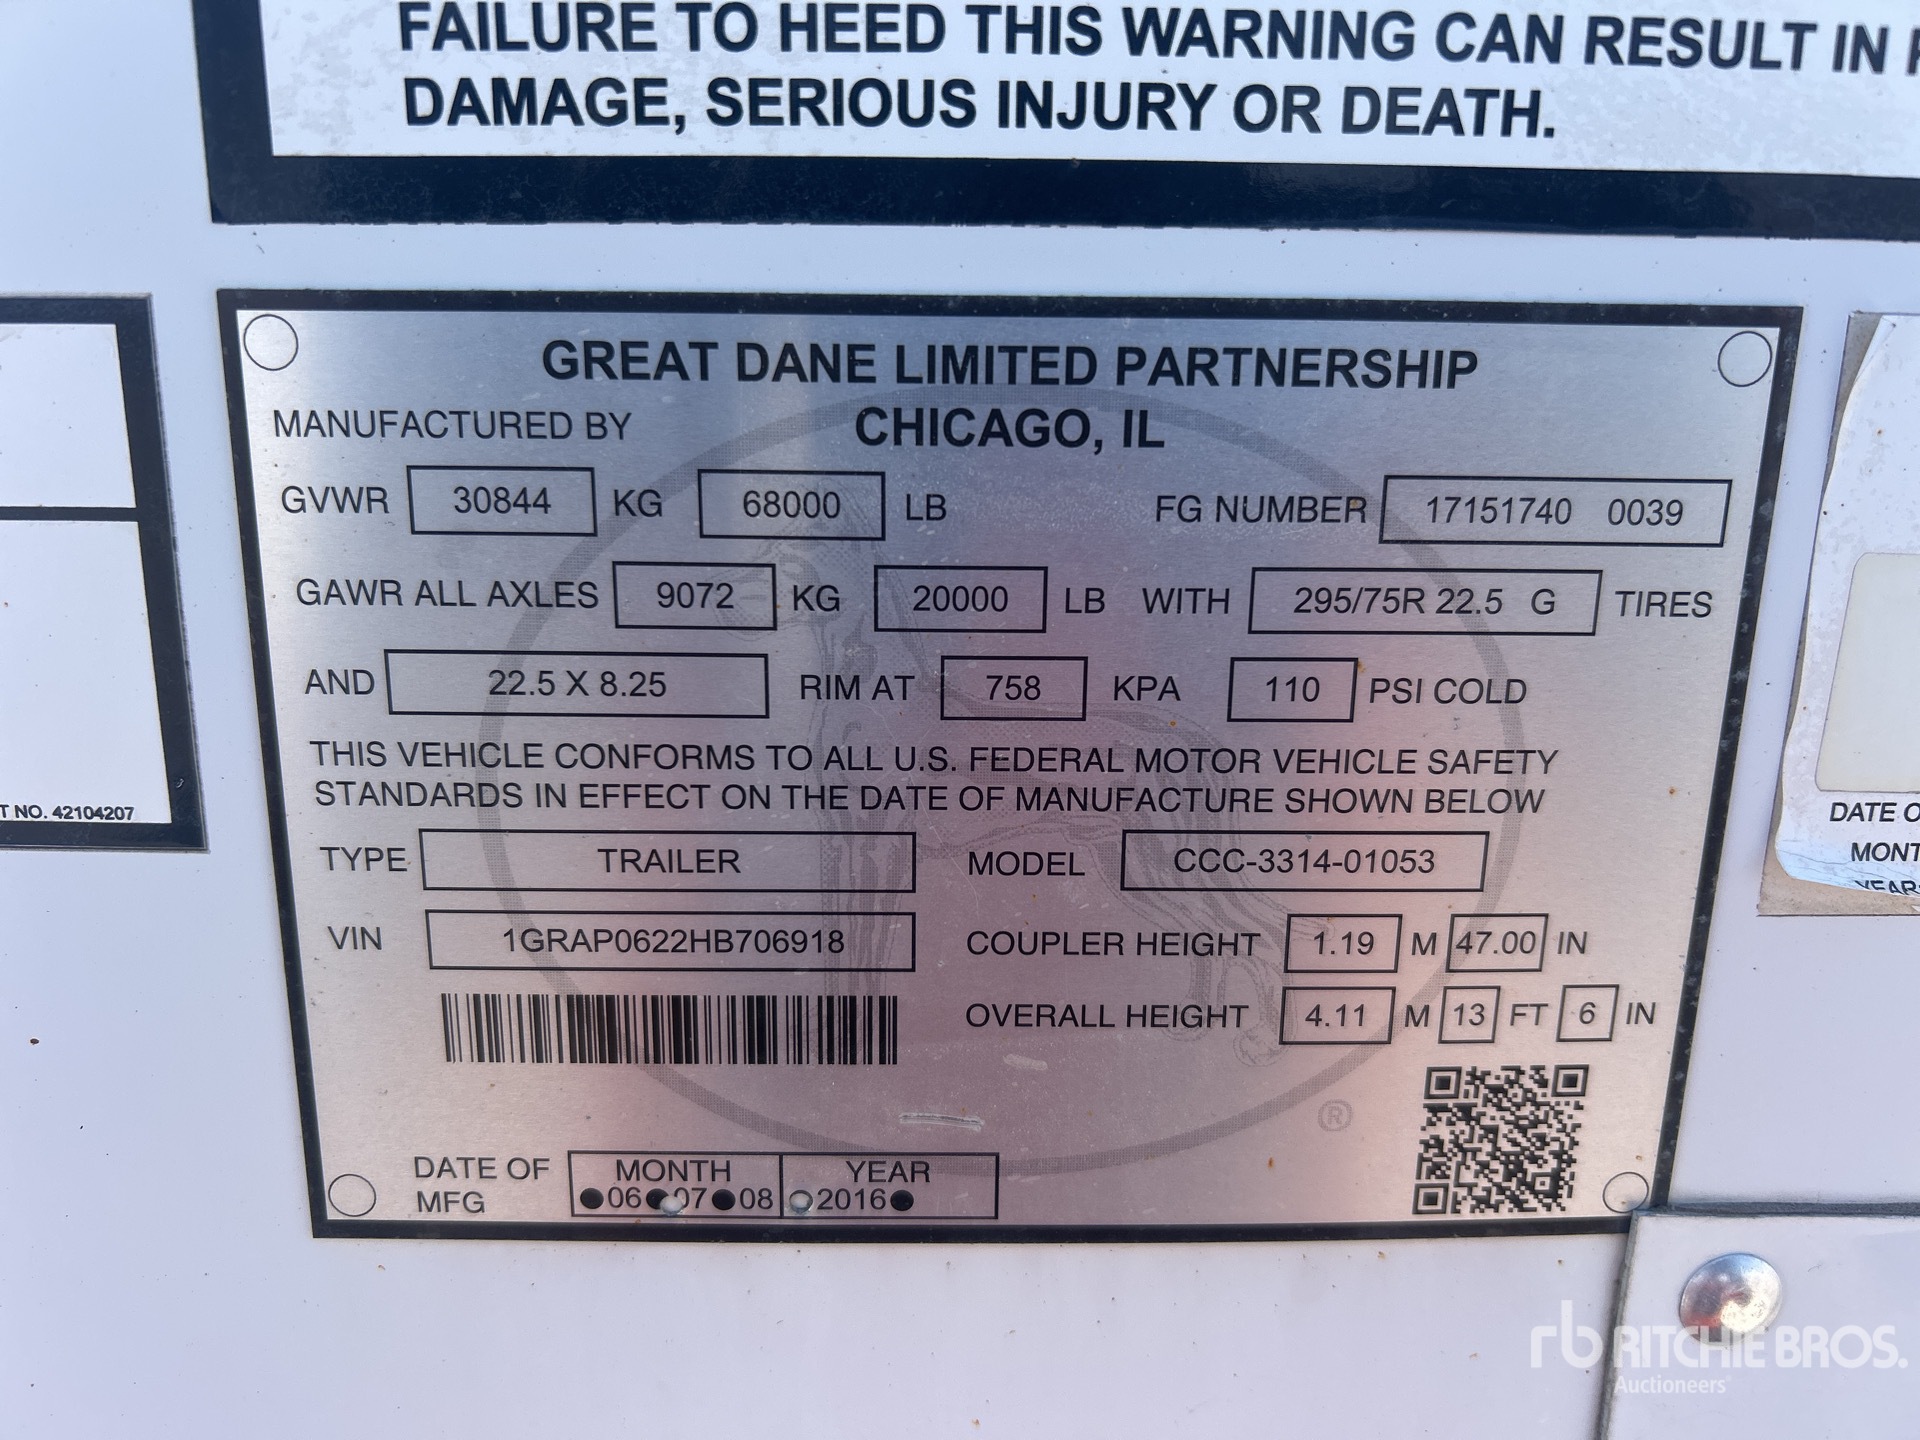 FAILURE TO HEED THIS WARNING CAN RESULT IN
DAMAGE, SERIOUS INJURY OR DEATH.
GREAT DANE LIMITED PARTNERSHIP
MANUFACTURED BY CHICAGO, IL
GVWR 30844 KG 68000 LB FG NUMBER 17151740 0039
GAWR ALL AXLES 9072 KG 20000 LB WITH 295/75R 22.5 G TIRES
AND 22.5 X 8.25 RIM AT 758 KPA 110 PSI COLD
THIS VEHICLE CONFORMS TO ALL U.S. FEDERAL MOTOR VEHICLE SAFETY
STANDARDS IN EFFECT ON THE DATE OF MANUFACTURE SHOWN BELOW
TYPE TRAILER MODEL CCC-3314-01053
VIN 1GRAP0622HB706918 COUPLER HEIGHT 1.19 M 47.00 IN
OVERALL HEIGHT 4.11 M 13 FT 6 IN
®
DATE OF MFG MONTH YEAR
06 07 08 2016
T NO. 42104207
DATE O
MONT
YEAR
rb RITCHIE BROS.
Auctioneers